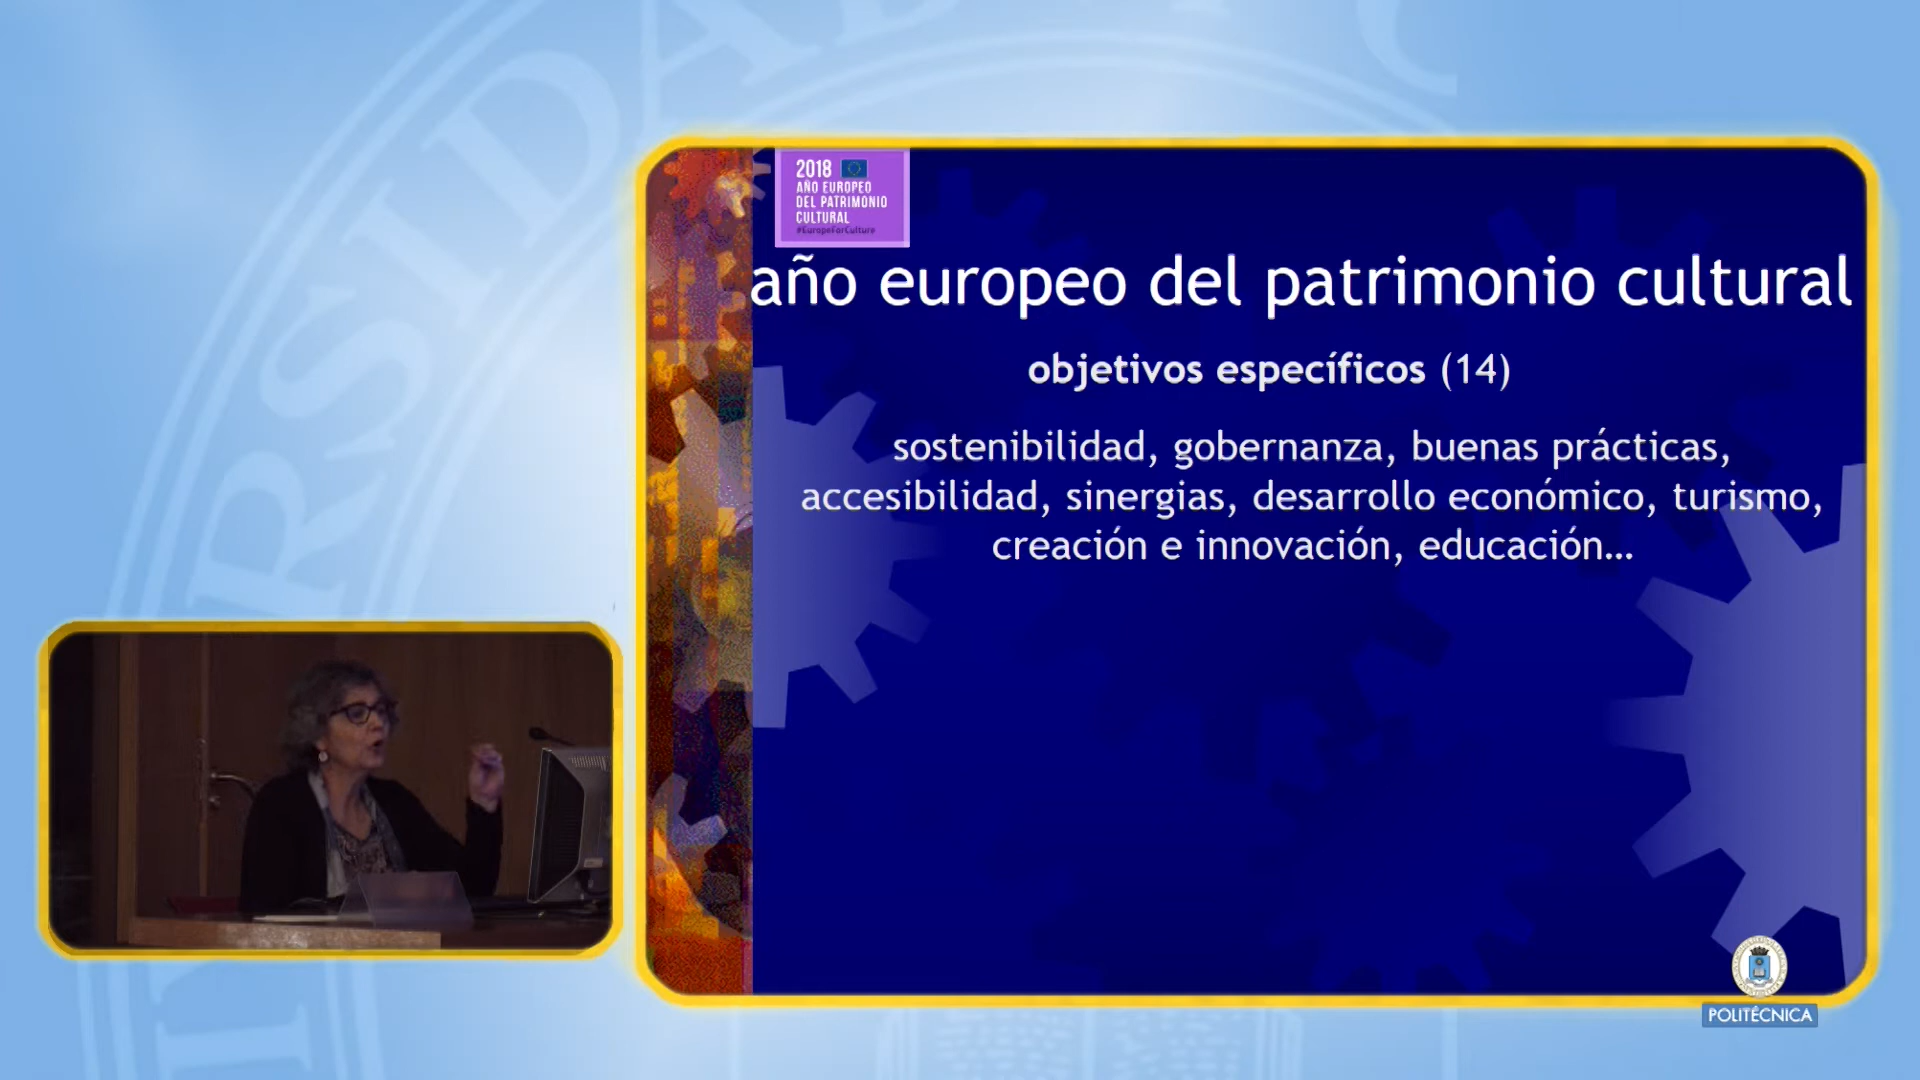 2018
AÑO EUROPEO
DEL PATRIMONIO
CULTURAL
#EuropeForCulture
año europeo del patrimonio cultural
objetivos específicos (14)
sostenibilidad, gobernanza, buenas prácticas,
accesibilidad, sinergias, desarrollo económico, turismo,
creación e innovación, educación...
POLITÉCNICA